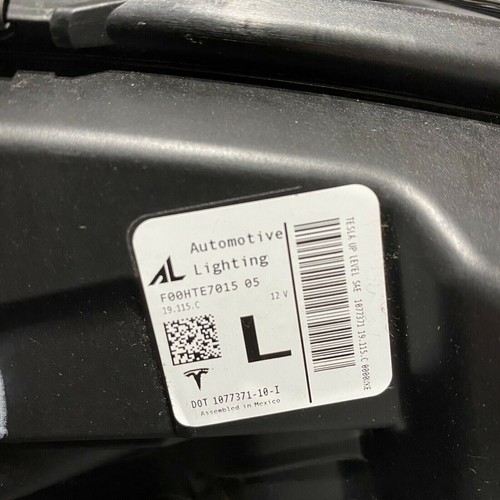 AL
Automotive
Lighting
F00HTE7015 05
19.115.C
12 V
L
DOT 1077371-10-I
Assembled in Mexico
TESLA UP LEVEL SAE 1077371.19.115.C